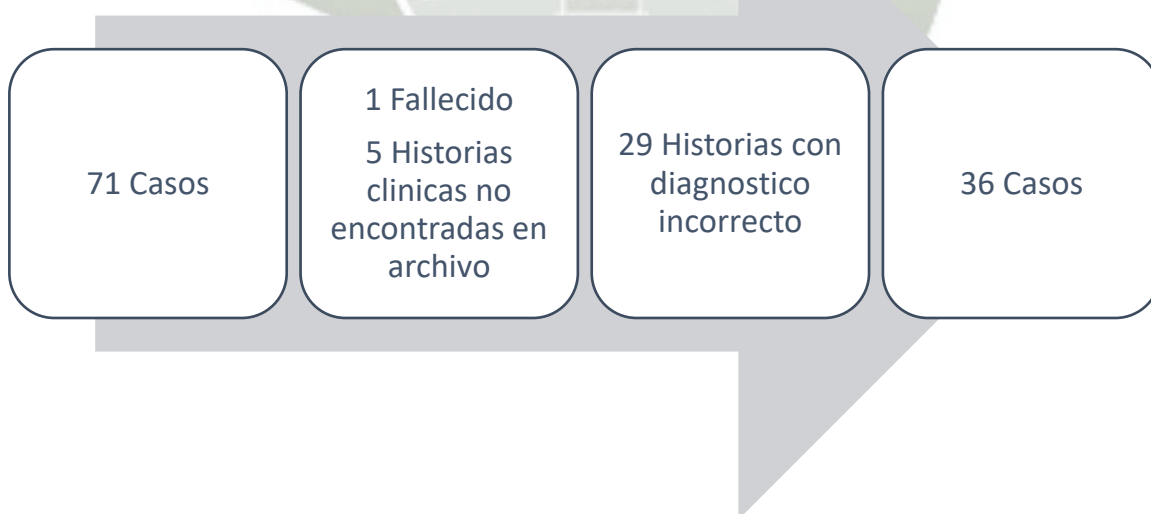 71 Casos
1 Fallecido
5 Historias
clinicas no
encontradas en
archivo
29 Historias con
diagnostico
incorrecto
36 Casos